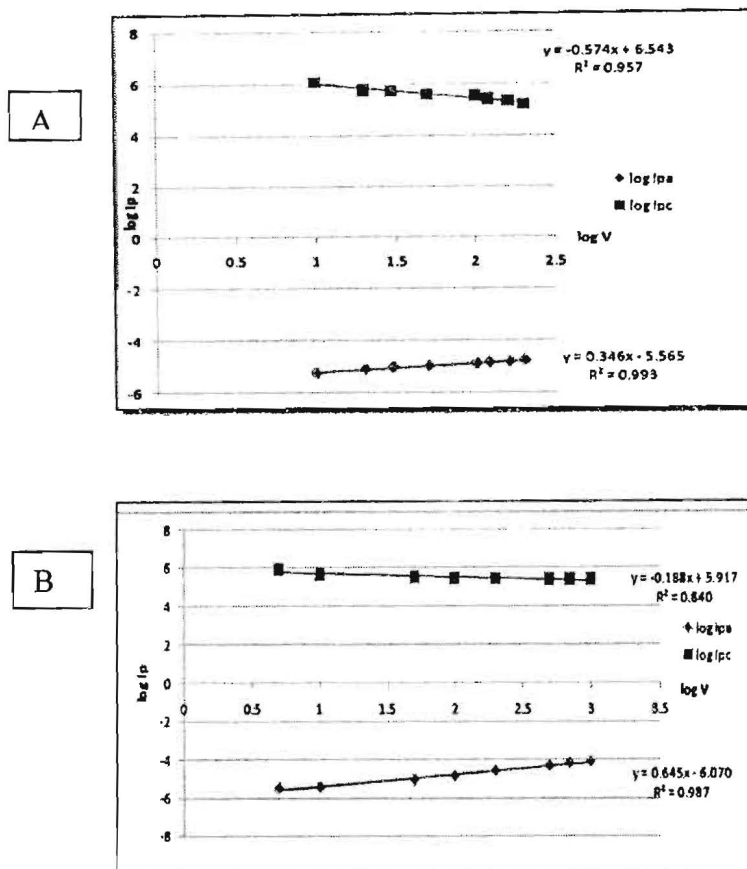 A
8
6
4
2
0
-2
-4
-6
log Ip
0
0.5
1
1.5
2
2.5
log V
y = -0.574x + 6.543
R² = 0.957
log Ipa
log Ipc
y = 0.346x - 5.565
R² = 0.993
B
8
6
4
2
0
-2
-4
-6
-8
log Ip
0
0.5
1
1.5
2
2.5
3
3.5
log V
y = -0.188x + 5.917
R² = 0.840
log Ipa
log Ipc
y = 0.645x - 6.070
R² = 0.987